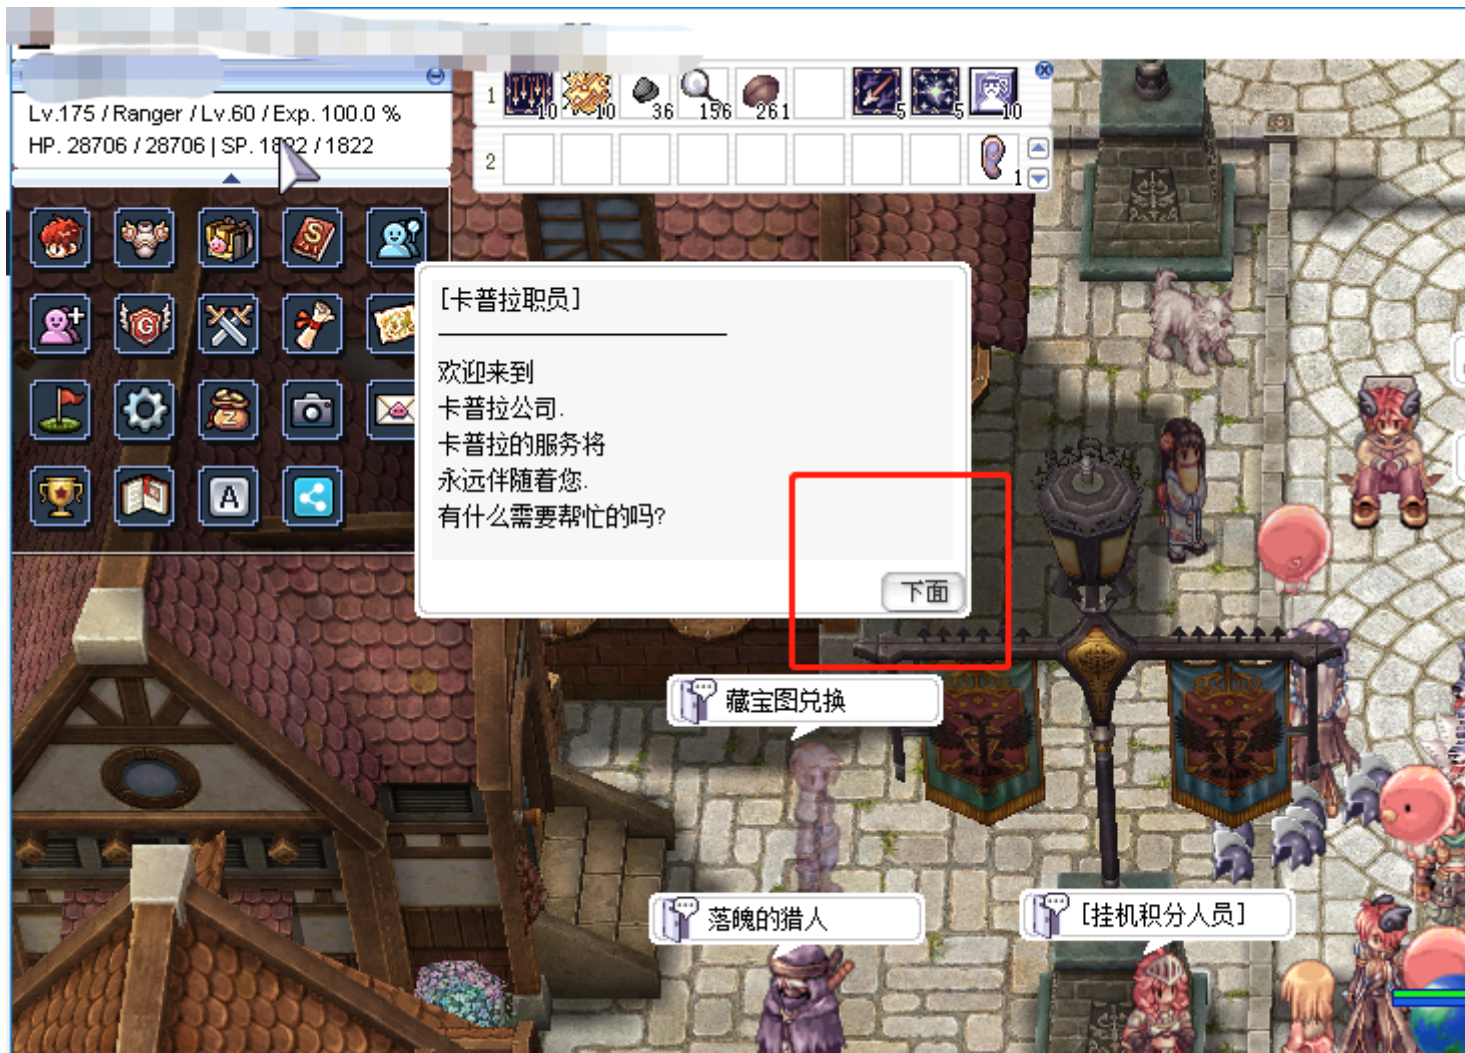 Lv.175 / Ranger / Lv.60 / Exp. 100.0 %
HP. 28706 / 28706 | SP. 1822 / 1822
1
10
10
36
156
261
5
5
10
2
1
S
G
Z
A
[卡普拉职员]
欢迎来到
卡普拉公司.
卡普拉的服务将
永远伴随着您.
有什么需要帮忙的吗?
下面
藏宝图兑换
落魄的猎人
[挂机积分人员]